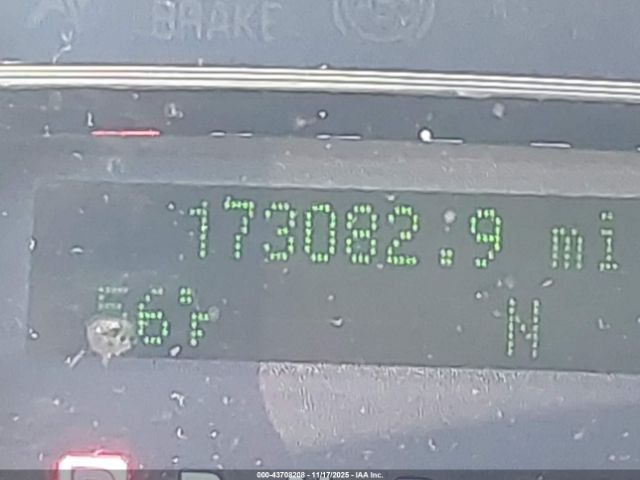 BRAKE
173082.9 mi
56°F
N
P R
000-43708208 - 11/17/2025 - IAA Inc.